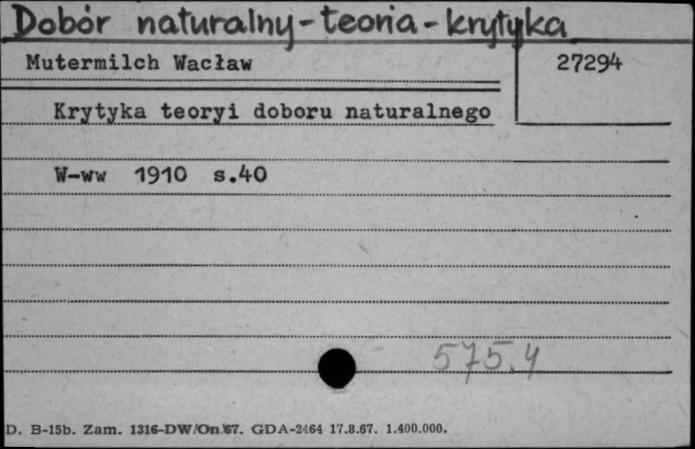 Dobór naturalny-teoria-krytyka
Mutermilch Wacław
27294
Krytyka teoryi doboru naturalnego
W-ww 1910 s.40
575.4
D. B-15b. Zam. 1316-DW/On/67. GDA-2464 17.8.67. 1.400.000.